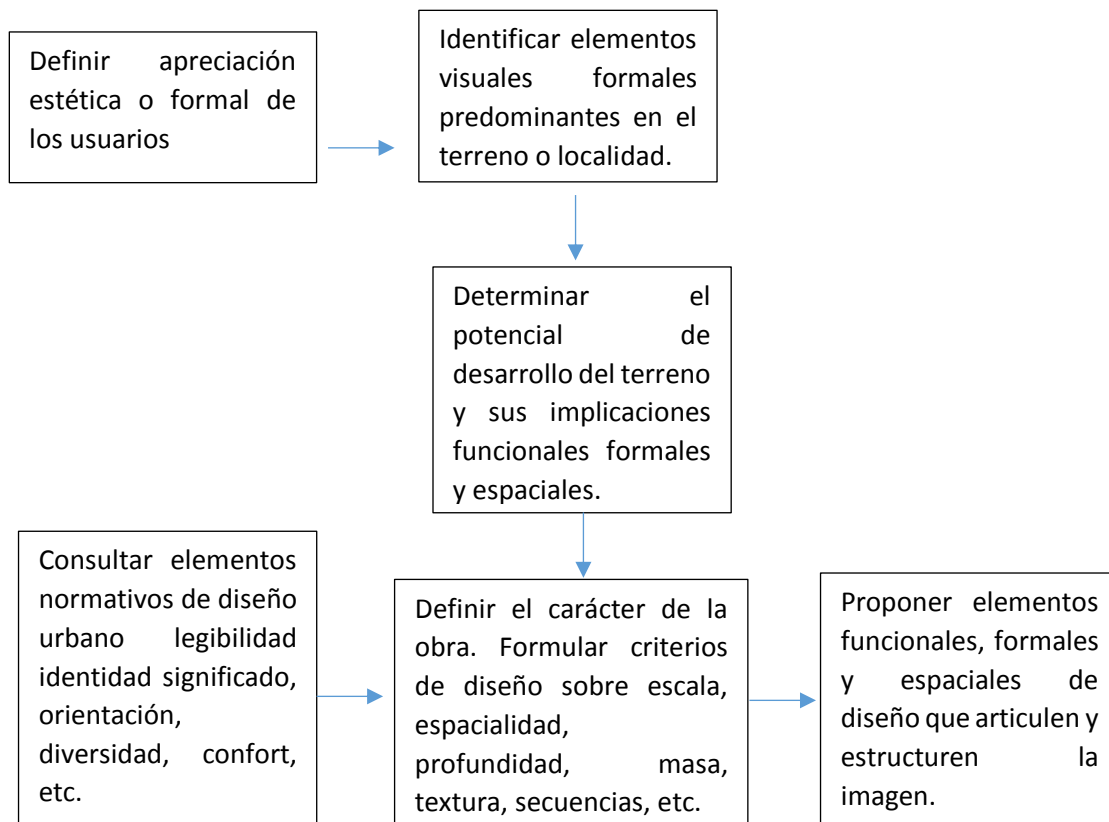 Definir apreciación
estética o formal de
los usuarios
Identificar elementos
visuales formales
predominantes en el
terreno o localidad.
Determinar el
potencial de
desarrollo del terreno
y sus implicaciones
funcionales formales
y espaciales.
Consultar elementos
normativos de diseño
urbano legibilidad
identidad significado,
orientación,
diversidad, confort,
etc.
Definir el carácter de la
obra. Formular criterios
de diseño sobre escala,
espacialidad,
profundidad, masa,
textura, secuencias, etc.
Proponer elementos
funcionales, formales
y espaciales de
diseño que articulen y
estructuren la
imagen.